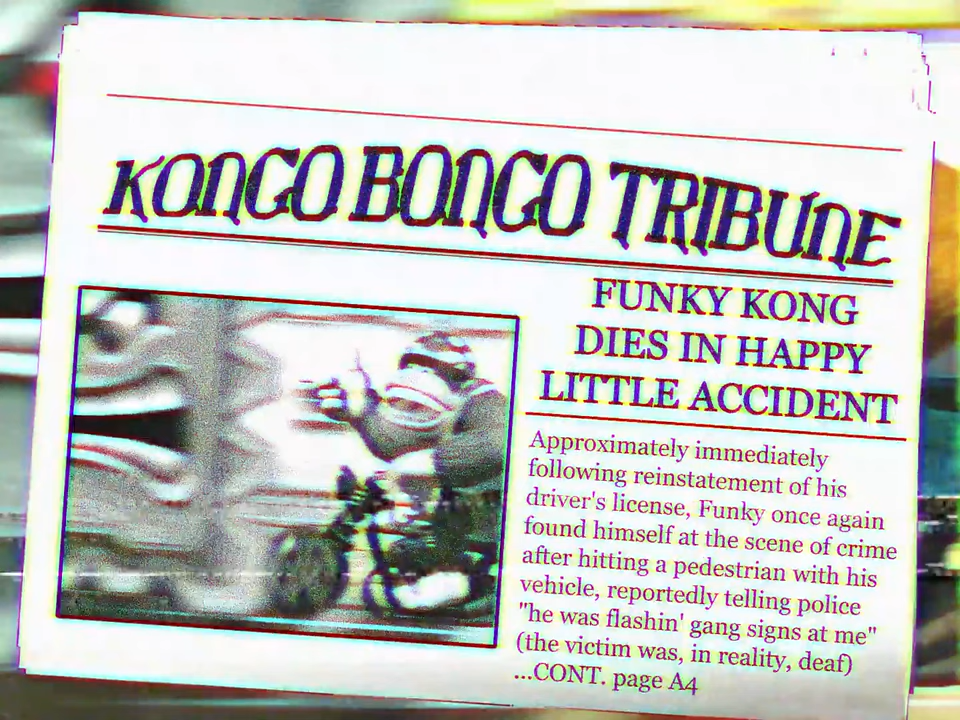 KONGO BONGO TRIBUNE
FUNKY KONG
DIES IN HAPPY
LITTLE ACCIDENT
Approximately immediately
following reinstatement of his
driver's license, Funky once again
found himself at the scene of crime
after hitting a pedestrian with his
vehicle, reportedly telling police
"he was flashin' gang signs at me"
(the victim was, in reality, deaf)
...CONT. page A4